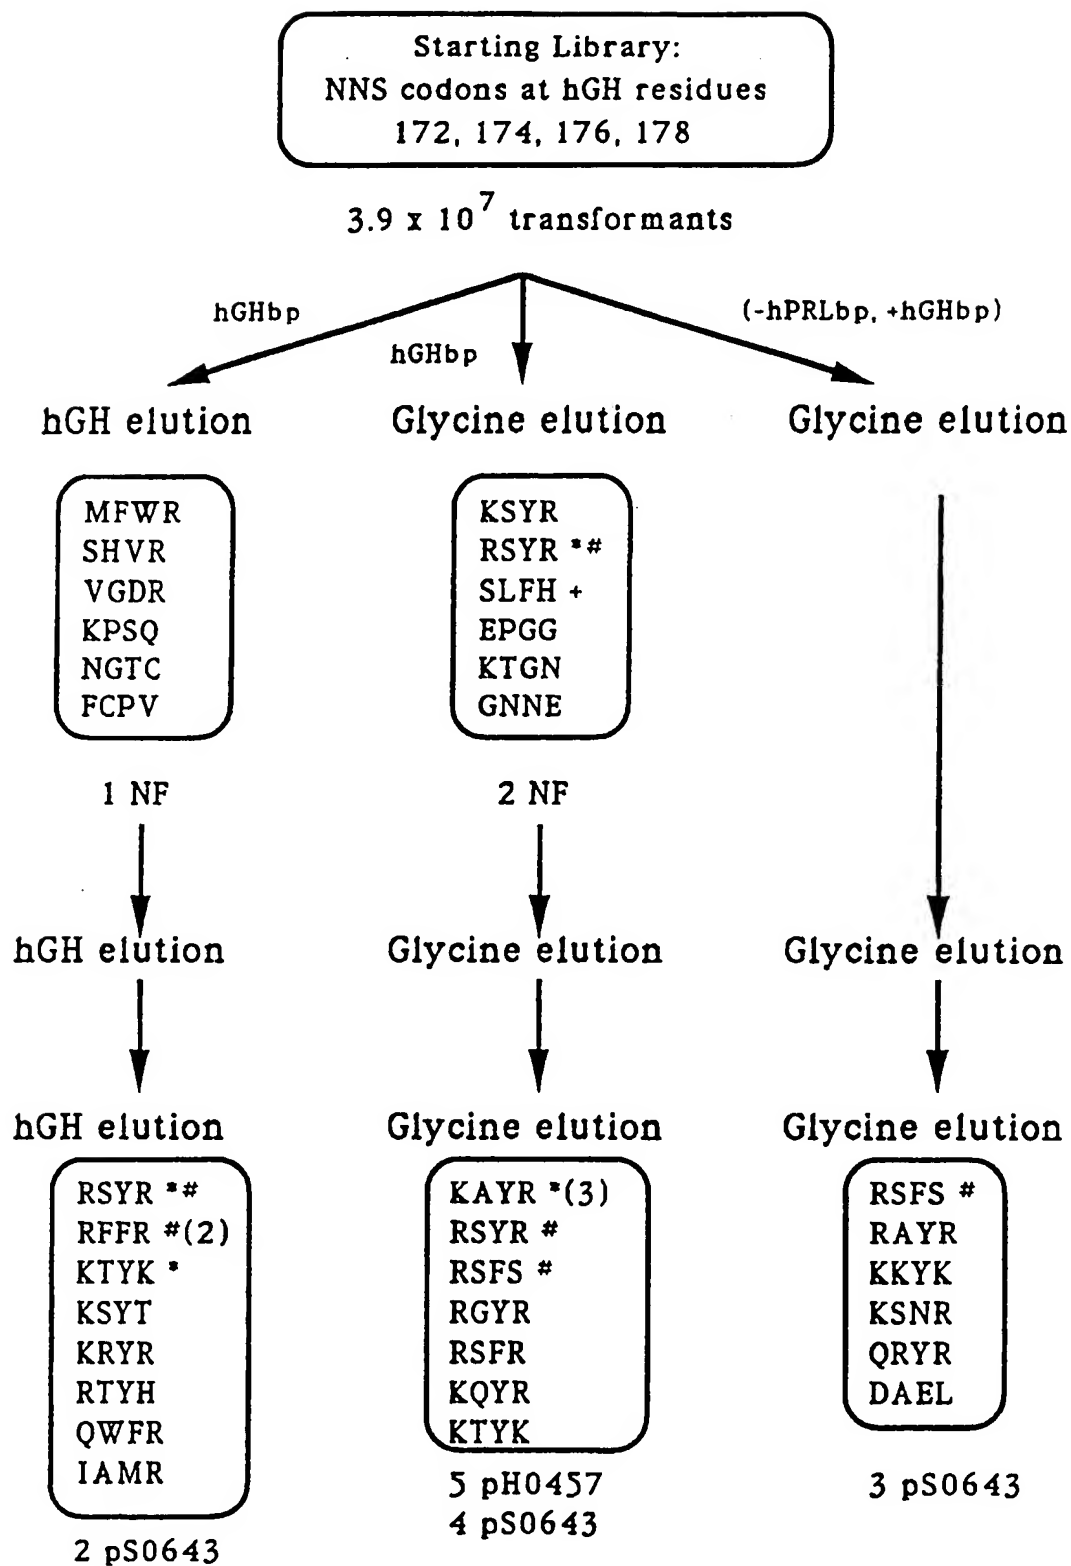 Starting Library:
NNS codons at hGH residues
172, 174, 176, 178
3.9 x 10^7 transformants
hGHbp
hGHbp
(-hPRLbp, +hGHbp)
hGH elution
Glycine elution
Glycine elution
MFWR
SHVR
VGDR
KPSQ
NGTC
FCPV
1 NF
KSYR
RSYR *#
SLFH +
EPGG
KTGN
GNNE
2 NF
hGH elution
Glycine elution
Glycine elution
hGH elution
Glycine elution
Glycine elution
RSYR *#
RFFR #(2)
KTYK *
KSYT
KRYR
RTYH
QWFR
IAMR
2 pS0643
KAYR *(3)
RSYR #
RSFS #
RGYR
RSFR
KQYR
KTYK
5 pH0457
4 pS0643
RSFS #
RAYR
KKYK
KSNR
QRYR
DAEL
3 pS0643